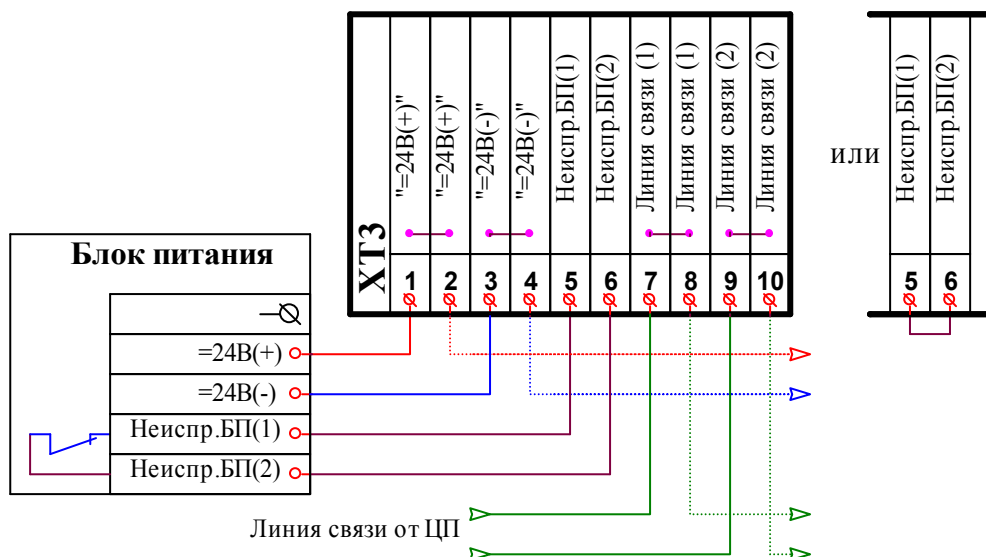 ХТ3
"=24В(+)"
"=24В(+)"
"=24В(-)"
"=24В(-)"
Неиспр.БП(1)
Неиспр.БП(2)
Линия связи (1)
Линия связи (1)
Линия связи (2)
Линия связи (2)
1 2 3 4 5 6 7 8 9 10
или
Неиспр.БП(1)
Неиспр.БП(2)
5 6
Блок питания
=24В(+)
=24В(-)
Неиспр.БП(1)
Неиспр.БП(2)
Линия связи от ЦП